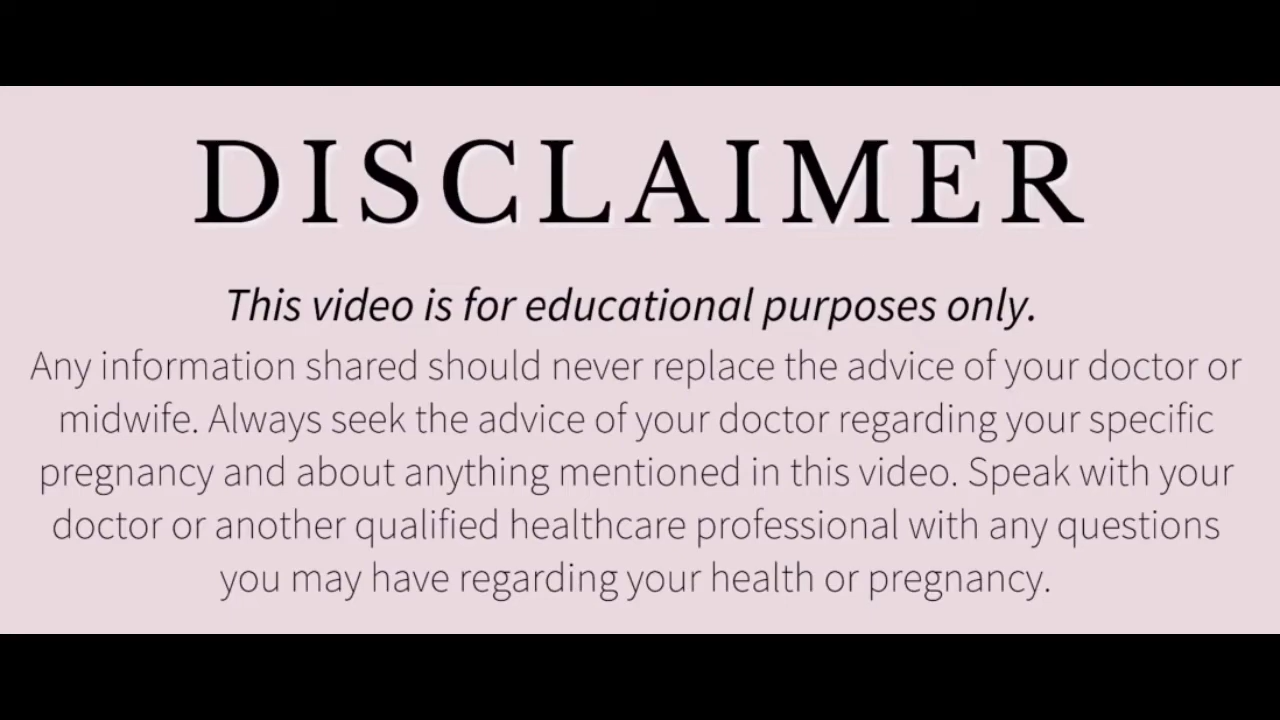 DISCLAIMER
This video is for educational purposes only.
Any information shared should never replace the advice of your doctor or
midwife. Always seek the advice of your doctor regarding your specific
pregnancy and about anything mentioned in this video. Speak with your
doctor or another qualified healthcare professional with any questions
you may have regarding your health or pregnancy.